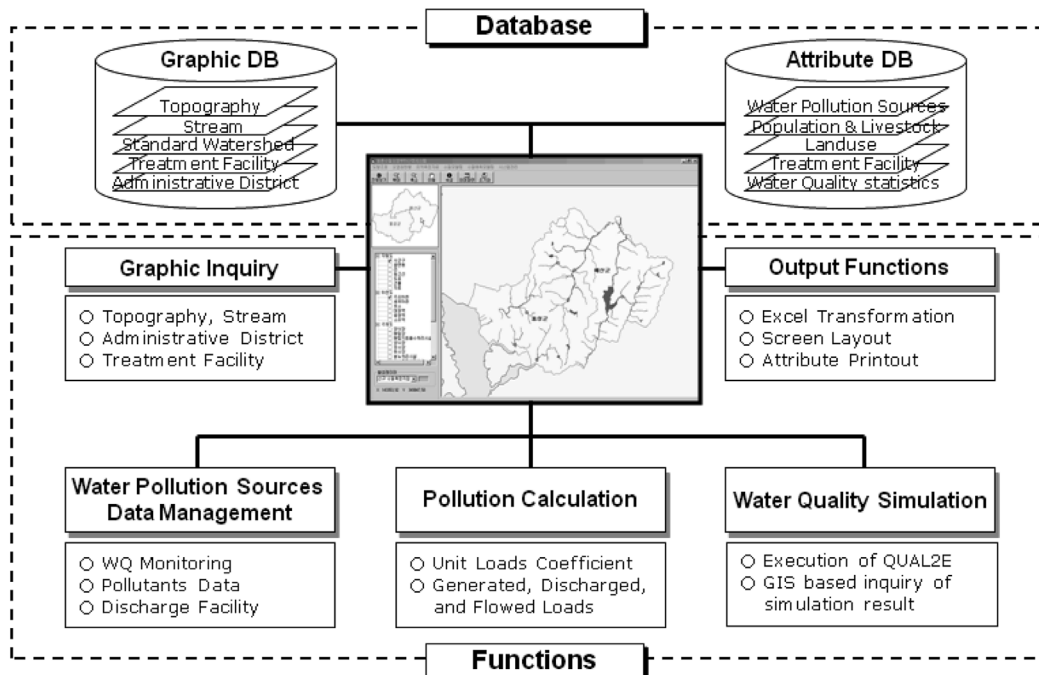 Database
Graphic DB
Topography
Stream
Standard Watershed
Treatment Facility
Administrative District
Attribute DB
Water Pollution Sources
Population & Livestock
Landuse
Treatment Facility
Water Quality statistics
Graphic Inquiry
○ Topography, Stream
○ Administrative District
○ Treatment Facility
Output Functions
○ Excel Transformation
○ Screen Layout
○ Attribute Printout
Water Pollution Sources
Data Management
○ WQ Monitoring
○ Pollutants Data
○ Discharge Facility
Pollution Calculation
○ Unit Loads Coefficient
○ Generated, Discharged,
and Flowed Loads
Water Quality Simulation
○ Execution of QUAL2E
○ GIS based inquiry of
simulation result
Functions